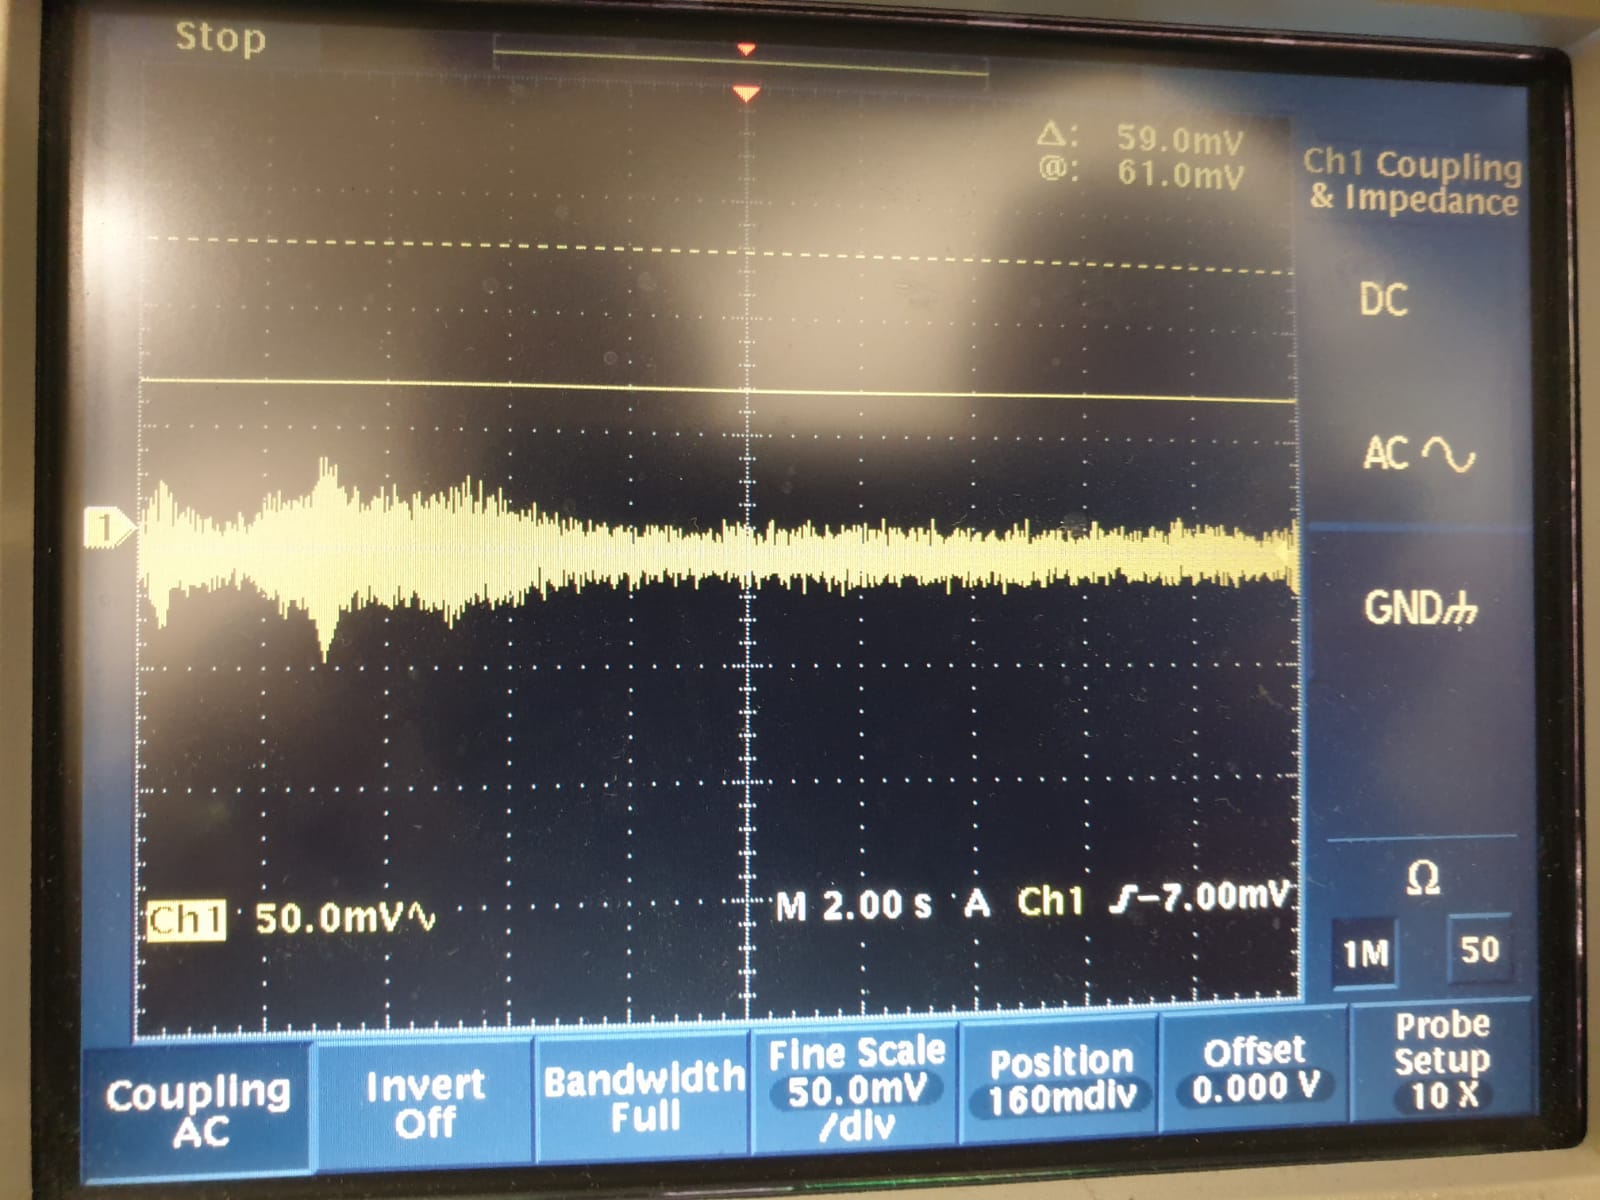 Stop
Δ: 59.0mV
@: 61.0mV
Ch1 Coupling
& Impedance
DC
AC
1
GND
Ω
1M 50
Ch1 50.0mV∿ M 2.00 s A Ch1 ʃ -7.00mV
Coupling
AC
Invert
Off
Bandwidth
Full
Fine Scale
50.0mV
/div
Position
160mdiv
Offset
0.000 V
Probe
Setup
10 X